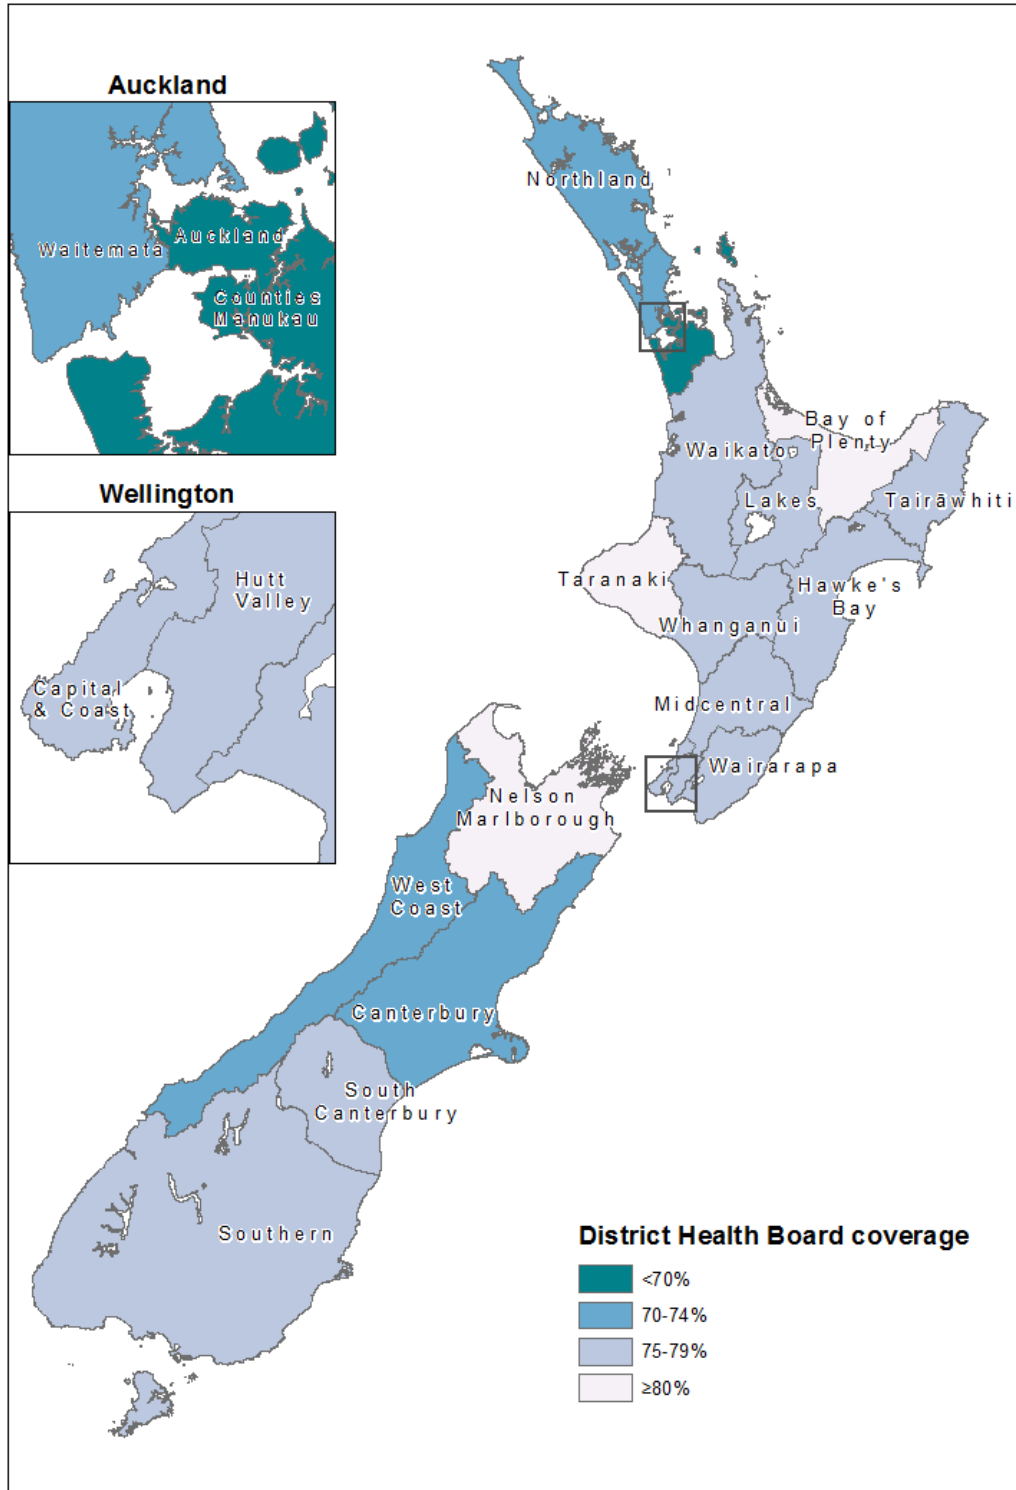 Auckland
Waitemata
Auckland
Counties
Manukau
Wellington
Hutt
Valley
Capital
& Coast
Northland
Bay of
Plenty
Waikato
Lakes
Tairāwhiti
Taranaki
Hawke's
Bay
Whanganui
Midcentral
Wairarapa
Nelson
Marlborough
West
Coast
Canterbury
South
Canterbury
Southern
District Health Board coverage
<70%
70-74%
75-79%
≥80%